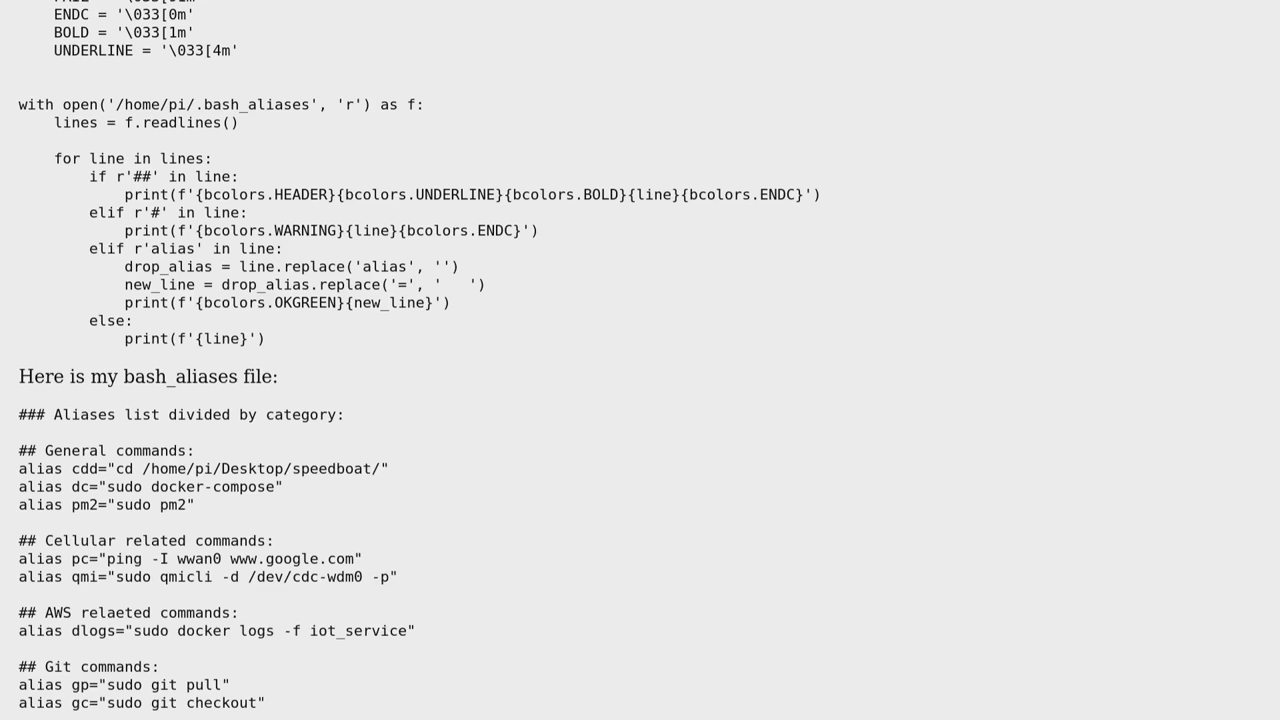 ENDC = '\033[0m'
BOLD = '\033[1m'
UNDERLINE = '\033[4m'
with open('/home/pi/.bash_aliases', 'r') as f:
lines = f.readlines()
for line in lines:
if r'##' in line:
print(f'{bcolors.HEADER}{bcolors.UNDERLINE}{bcolors.BOLD}{line}{bcolors.ENDC}')
elif r'#' in line:
print(f'{bcolors.WARNING}{line}{bcolors.ENDC}')
elif r'alias' in line:
drop_alias = line.replace('alias', '')
new_line = drop_alias.replace('=', '   ')
print(f'{bcolors.OKGREEN}{new_line}')
else:
print(f'{line}')
Here is my bash_aliases file:
### Aliases list divided by category:
## General commands:
alias cdd="cd /home/pi/Desktop/speedboat/"
alias dc="sudo docker-compose"
alias pm2="sudo pm2"
## Cellular related commands:
alias pc="ping -I wwan0 www.google.com"
alias qmi="sudo qmicli -d /dev/cdc-wdm0 -p"
## AWS relaeted commands:
alias dlogs="sudo docker logs -f iot_service"
## Git commands:
alias gp="sudo git pull"
alias gc="sudo git checkout"